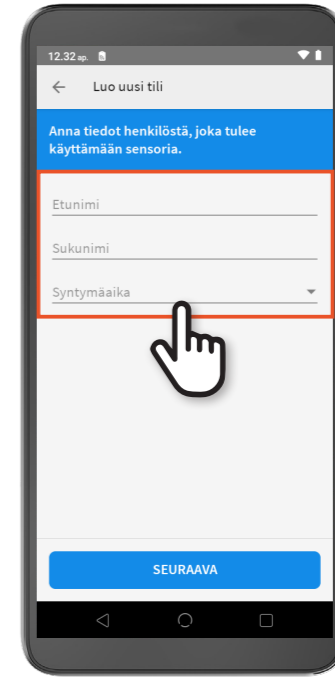 12.32 ap.
Luo uusi tili
Anna tiedot henkilöstä, joka tulee
käyttämään sensoria.
Etunimi
Sukunimi
Syntymäaika
SEURAAVA